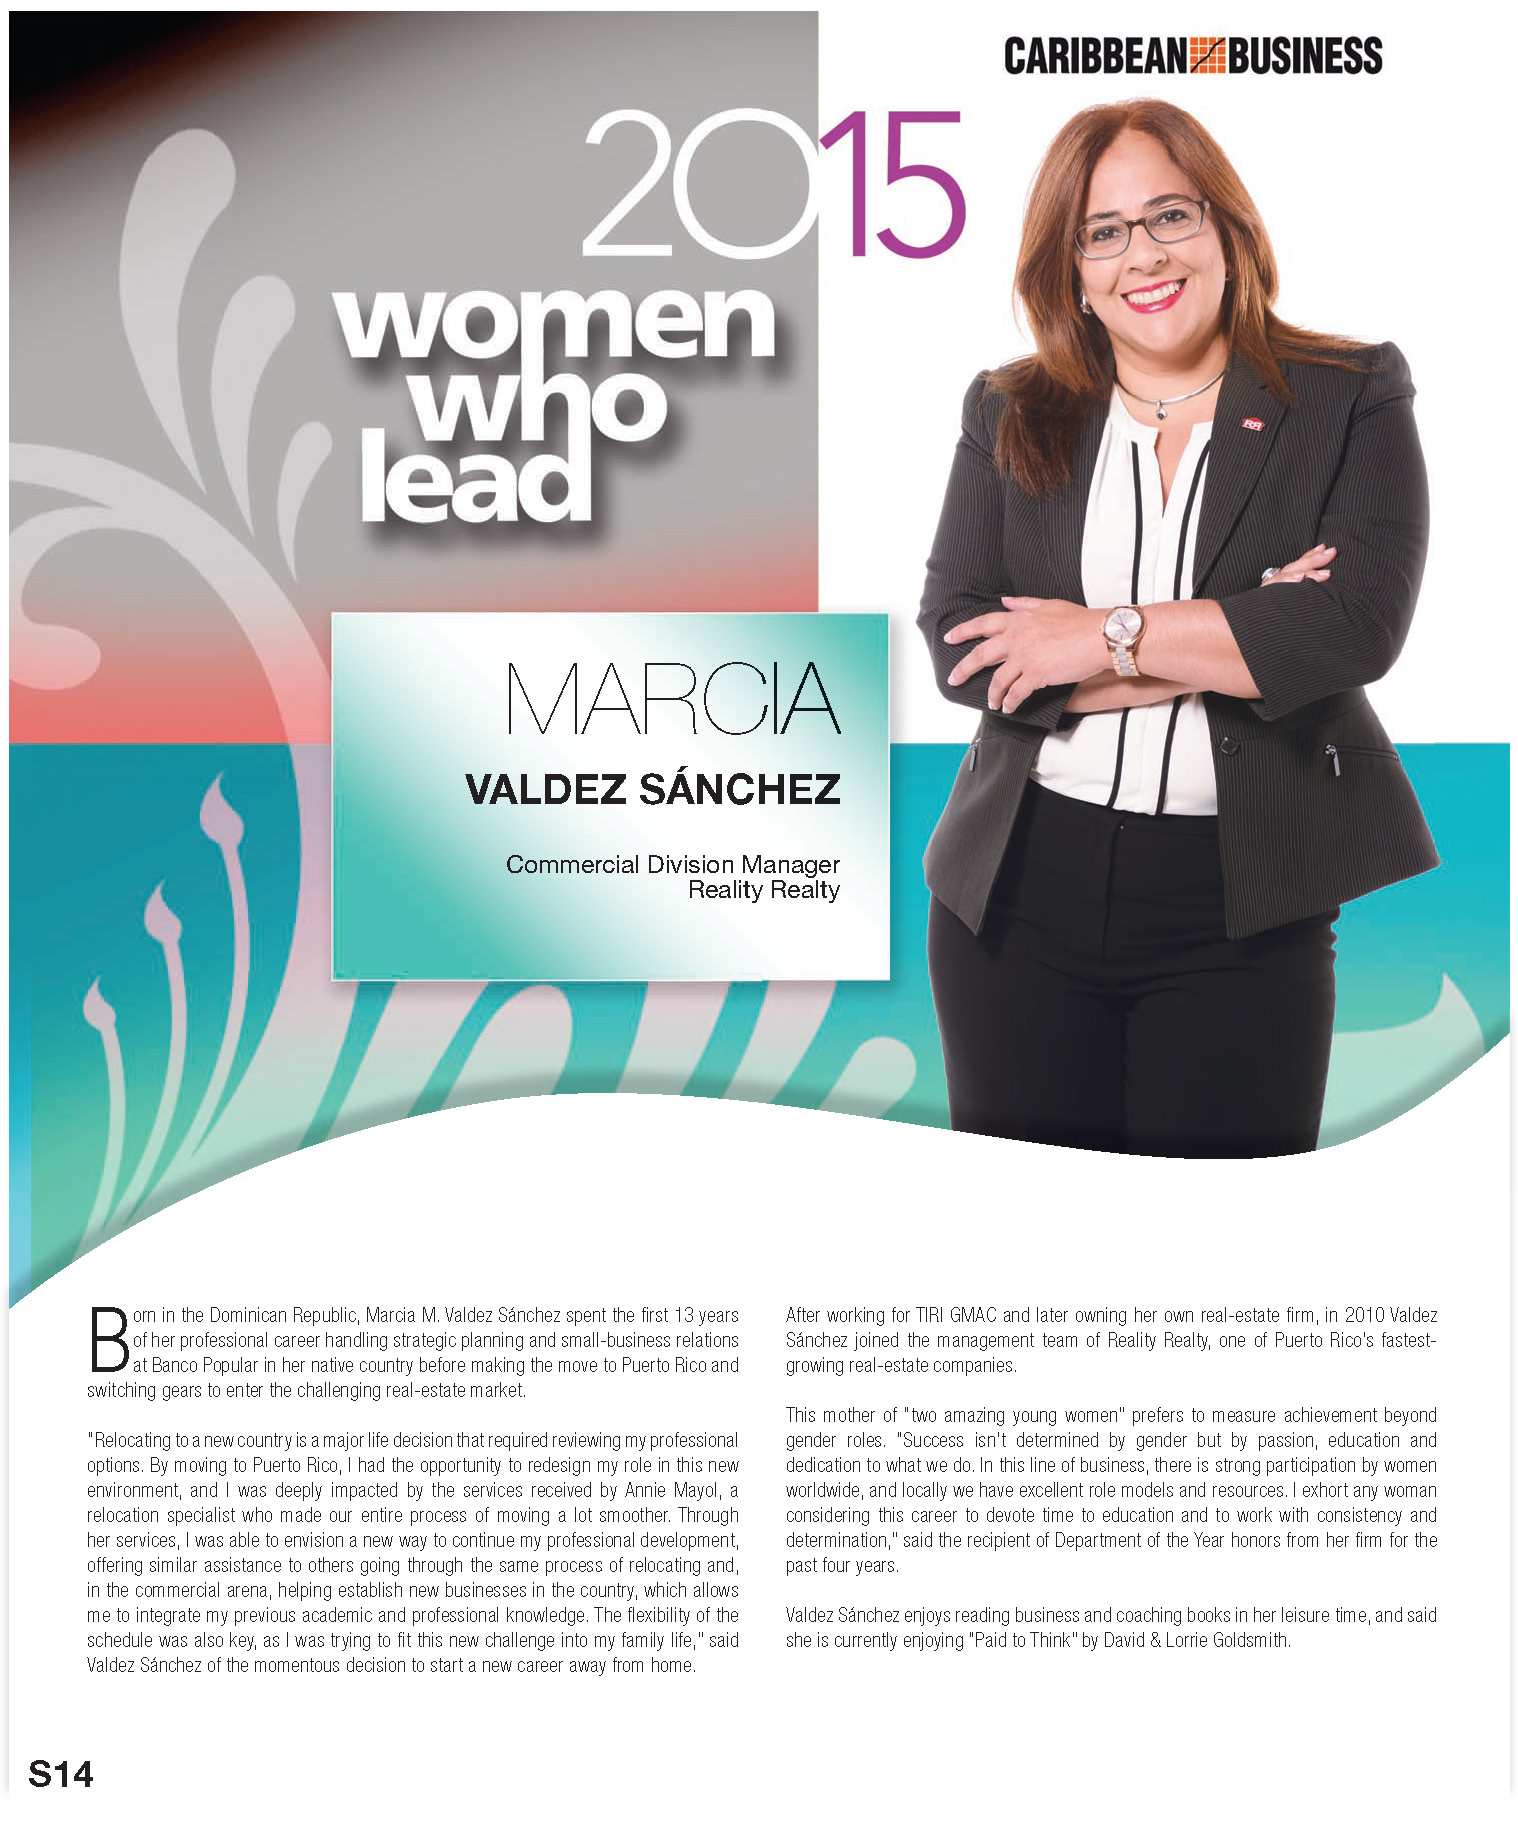 CARIBBEAN BUSINESS
2015
women
who
lead
MARCIA
VALDEZ SÁNCHEZ
Commercial Division Manager
Reality Realty
RR
Born in the Dominican Republic, Marcia M. Valdez Sánchez spent the first 13 years
of her professional career handling strategic planning and small-business relations
at Banco Popular in her native country before making the move to Puerto Rico and
switching gears to enter the challenging real-estate market.
"Relocating to a new country is a major life decision that required reviewing my professional
options. By moving to Puerto Rico, I had the opportunity to redesign my role in this new
environment, and I was deeply impacted by the services received by Annie Mayol, a
relocation specialist who made our entire process of moving a lot smoother. Through
her services, I was able to envision a new way to continue my professional development,
offering similar assistance to others going through the same process of relocating and,
in the commercial arena, helping establish new businesses in the country, which allows
me to integrate my previous academic and professional knowledge. The flexibility of the
schedule was also key, as I was trying to fit this new challenge into my family life," said
Valdez Sánchez of the momentous decision to start a new career away from home.
After working for TIRI GMAC and later owning her own real-estate firm, in 2010 Valdez
Sánchez joined the management team of Reality Realty, one of Puerto Rico's fastest-
growing real-estate companies.
This mother of "two amazing young women" prefers to measure achievement beyond
gender roles. "Success isn't determined by gender but by passion, education and
dedication to what we do. In this line of business, there is strong participation by women
worldwide, and locally we have excellent role models and resources. I exhort any woman
considering this career to devote time to education and to work with consistency and
determination," said the recipient of Department of the Year honors from her firm for the
past four years.
Valdez Sánchez enjoys reading business and coaching books in her leisure time, and said
she is currently enjoying "Paid to Think" by David & Lorrie Goldsmith.
S14